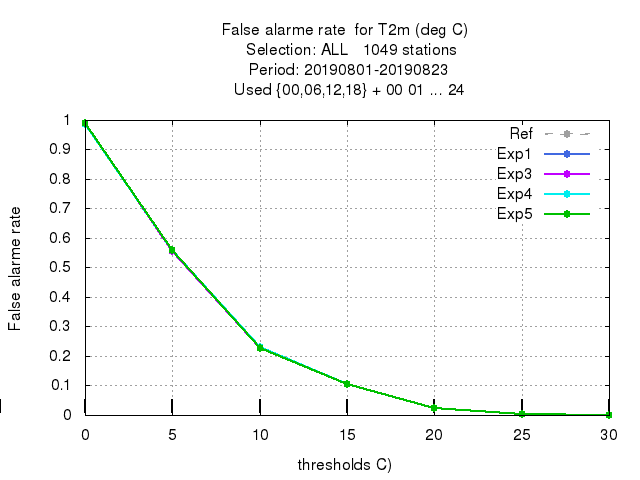 False alarme rate  for T2m (deg C)
Selection: ALL   1049 stations
Period: 20190801-20190823
Used {00,06,12,18} + 00 01 ... 24
Ref
Exp1
Exp3
Exp4
Exp5
False alarme rate
1
0.9
0.8
0.7
0.6
0.5
0.4
0.3
0.2
0.1
0
0 5 10 15 20 25 30
thresholds C)